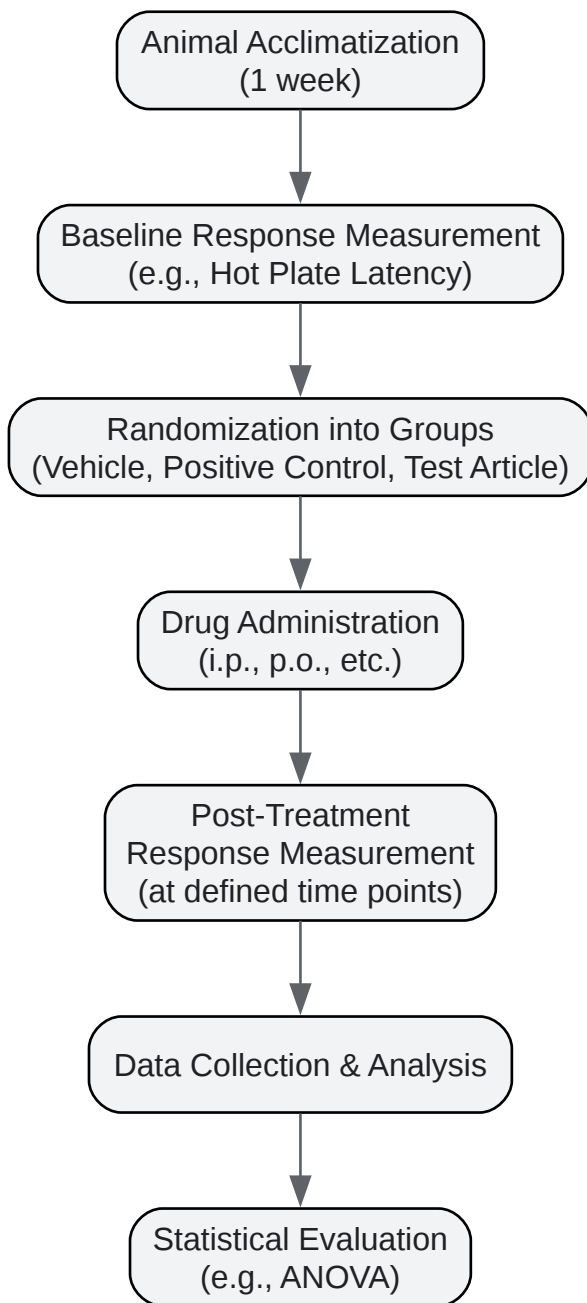 Animal Acclimatization
(1 week)
Baseline Response Measurement
(e.g., Hot Plate Latency)
Randomization into Groups
(Vehicle, Positive Control, Test Article)
Drug Administration
(i.p., p.o., etc.)
Post-Treatment
Response Measurement
(at defined time points)
Data Collection & Analysis
Statistical Evaluation
(e.g., ANOVA)